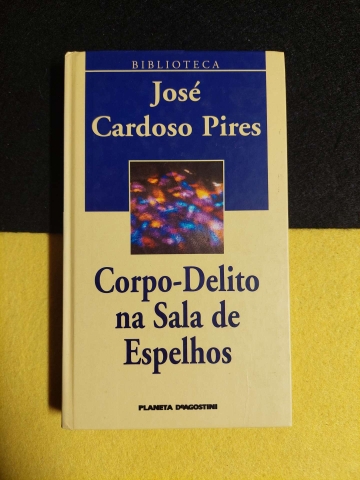 BIBLIOTECA
José
Cardoso Pires
Corpo-Delito
na Sala de
Espelhos
PLANETA DEAGOSTINI